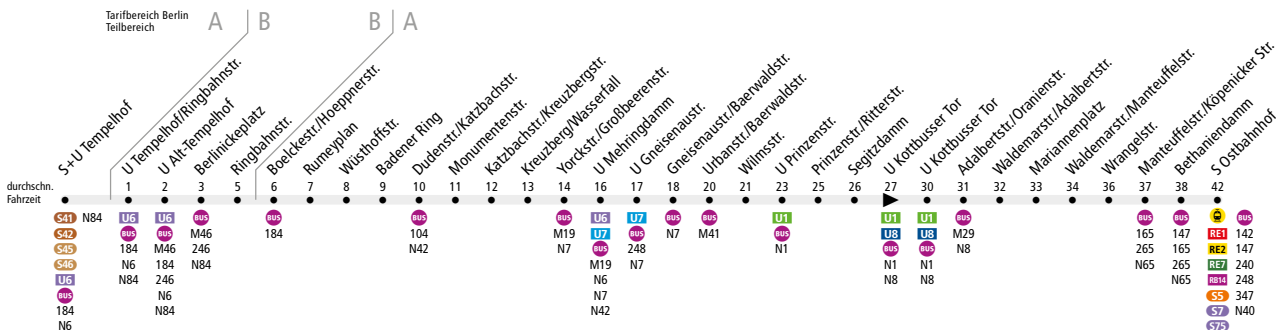 Tarifbereich Berlin
Teilbereich
A B B A
S+U Tempelhof
U Tempelhof/Ringbahnstr.
U Alt-Tempelhof
Berlinickeplatz
Ringbahnstr.
Boelckestr./Hoeppnerstr.
Rumeyplan
Wüsthoffstr.
Badener Ring
Dudenstr./Katzbachstr.
Monumentenstr.
Katzbachstr./Kreuzbergstr.
Kreuzberg/Wasserfall
Yorckstr./Großbeerenstr.
U Mehringdamm
U Gneisenaustr.
Gneisenaustr./Baerwaldstr.
Urbanstr./Baerwaldstr.
Wilmsstr.
U Prinzenstr.
Prinzenstr./Ritterstr.
Segitzdamm
U Kottbusser Tor
U Kottbusser Tor
Adalbertstr./Oranienstr.
Waldemarstr./Adalbertstr.
Mariannenplatz
Waldemarstr./Manteuffelstr.
Wrangelstr.
Manteuffelstr./Köpenicker Str.
Bethaniendamm
S Ostbahnhof
durchschn.
Fahrzeit
1 2 3 5 6 7 8 9 10 11 12 13 14 16 17 18 20 21 23 25 26 27 30 31 32 33 34 36 37 38 42
S41 N84 U6 U6 BUS BUS BUS BUS U6 U7 BUS BUS U1 U1 U1 BUS BUS BUS BUS
S42 BUS BUS M46 184 104 M19 U7 BUS N7 M41 BUS U8 U8 M29 165 147 RE1 142
S45 184 M46 246 N42 N7 BUS 248 N1 BUS BUS N8 265 165 RE2 147
S46 N6 184 N84 M19 N7 N1 N1 N65 265 RE7 240
U6 N84 246 N6 N8 N8 N65 RB14 248
BUS N6 N7 S5 347
184 N84 N42 S7 N40
N6 S75